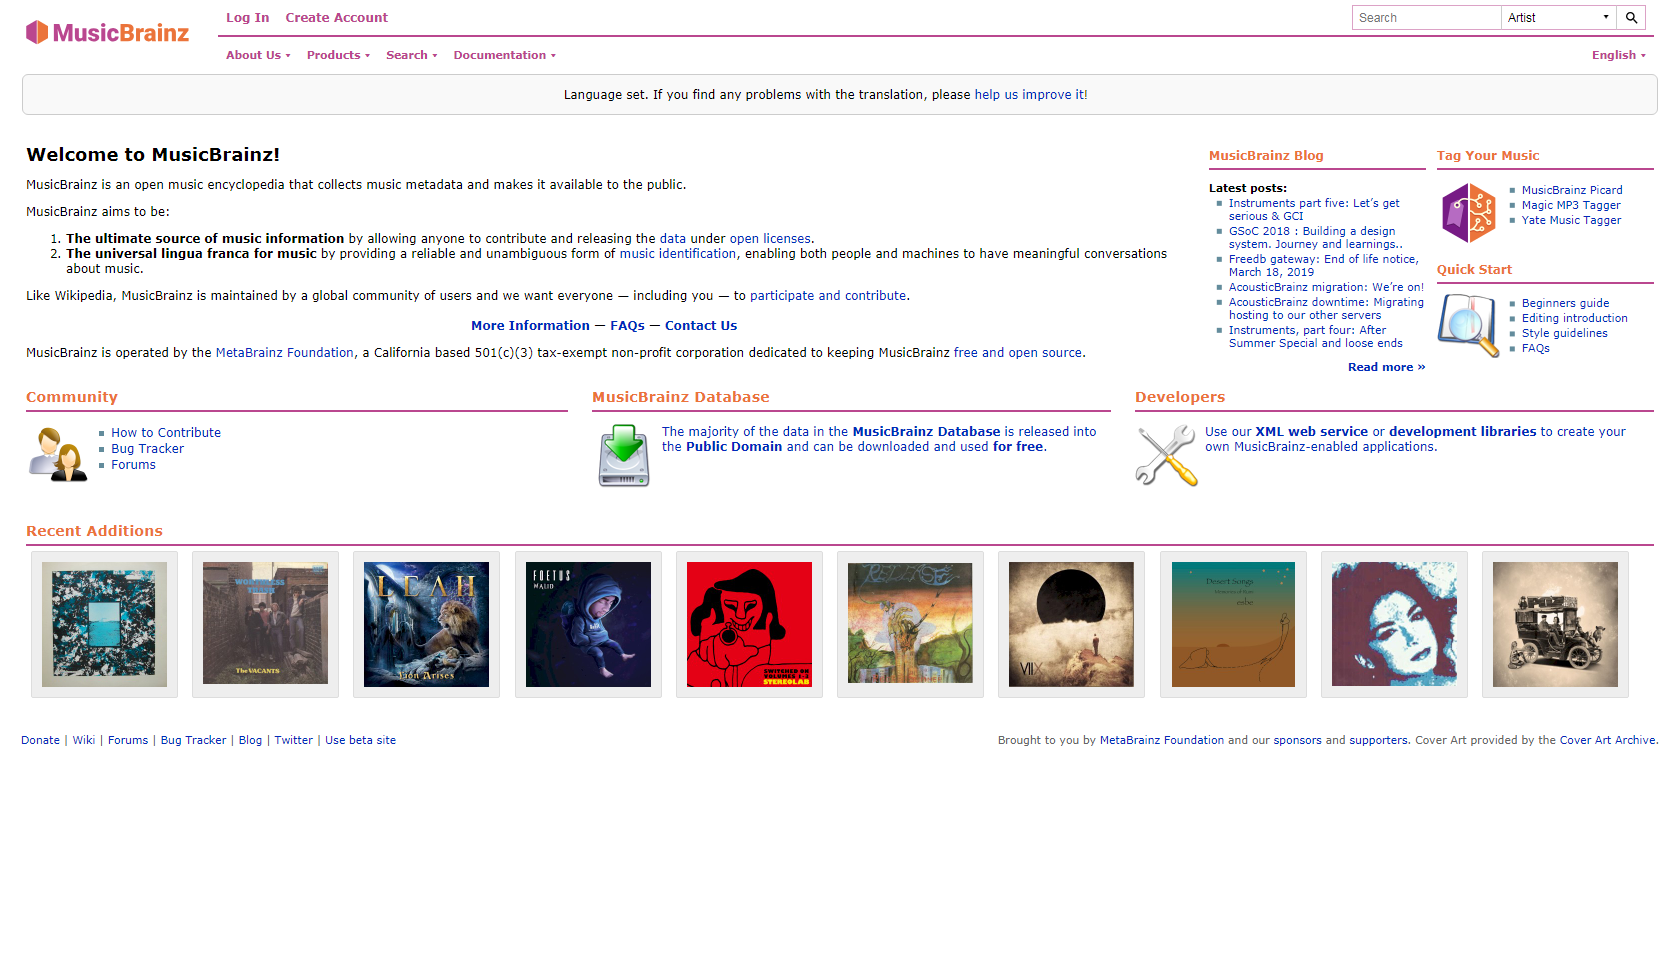 MusicBrainz
Log In Create Account
Search Artist
About Us Products Search Documentation
English
Language set. If you find any problems with the translation, please help us improve it!
Welcome to MusicBrainz!
MusicBrainz is an open music encyclopedia that collects music metadata and makes it available to the public.
MusicBrainz aims to be:
1. The ultimate source of music information by allowing anyone to contribute and releasing the data under open licenses.
2. The universal lingua franca for music by providing a reliable and unambiguous form of music identification, enabling both people and machines to have meaningful conversations
about music.
Like Wikipedia, MusicBrainz is maintained by a global community of users and we want everyone — including you — to participate and contribute.
More Information — FAQs — Contact Us
MusicBrainz is operated by the MetaBrainz Foundation, a California based 501(c)(3) tax-exempt non-profit corporation dedicated to keeping MusicBrainz free and open source.
MusicBrainz Blog
Latest posts:
Instruments part five: Let's get
serious & GCI
GSoC 2018 : Building a design
system. Journey and learnings..
Freedb gateway: End of life notice,
March 18, 2019
AcousticBrainz migration: We're on!
AcousticBrainz downtime: Migrating
hosting to our other servers
Instruments, part four: After
Summer Special and loose ends
Read more »
Tag Your Music
MusicBrainz Picard
Magic MP3 Tagger
Yate Music Tagger
Quick Start
Beginners guide
Editing introduction
Style guidelines
FAQs
Community
How to Contribute
Bug Tracker
Forums
MusicBrainz Database
The majority of the data in the MusicBrainz Database is released into
the Public Domain and can be downloaded and used for free.
Developers
Use our XML web service or development libraries to create your
own MusicBrainz-enabled applications.
Recent Additions
WORTHLESS
The VACANTS
LEAH
Lion Arises
FOETUS
WALID
SWITCHED ON
VOLUMES 1-3
STEREOLAB
VIIX
Desert Songs
esbe
Donate | Wiki | Forums | Bug Tracker | Blog | Twitter | Use beta site
Brought to you by MetaBrainz Foundation and our sponsors and supporters. Cover Art provided by the Cover Art Archive.